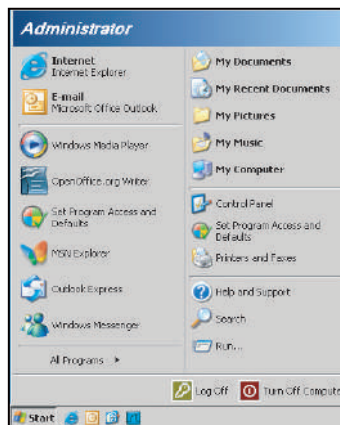 Administrator
Internet
Internet Explorer
E-mail
Microsoft Office Outlook
Windows Media Player
OpenOffice.org Writer
Set Program Access and
Defaults
MSN Explorer
Outlook Express
Windows Messenger
All Programs
My Documents
My Recent Documents
My Pictures
My Music
My Computer
Control Panel
Set Program Access and
Defaults
Printers and Faxes
Help and Support
Search
Run...
Log Off
Turn Off Compute
Start